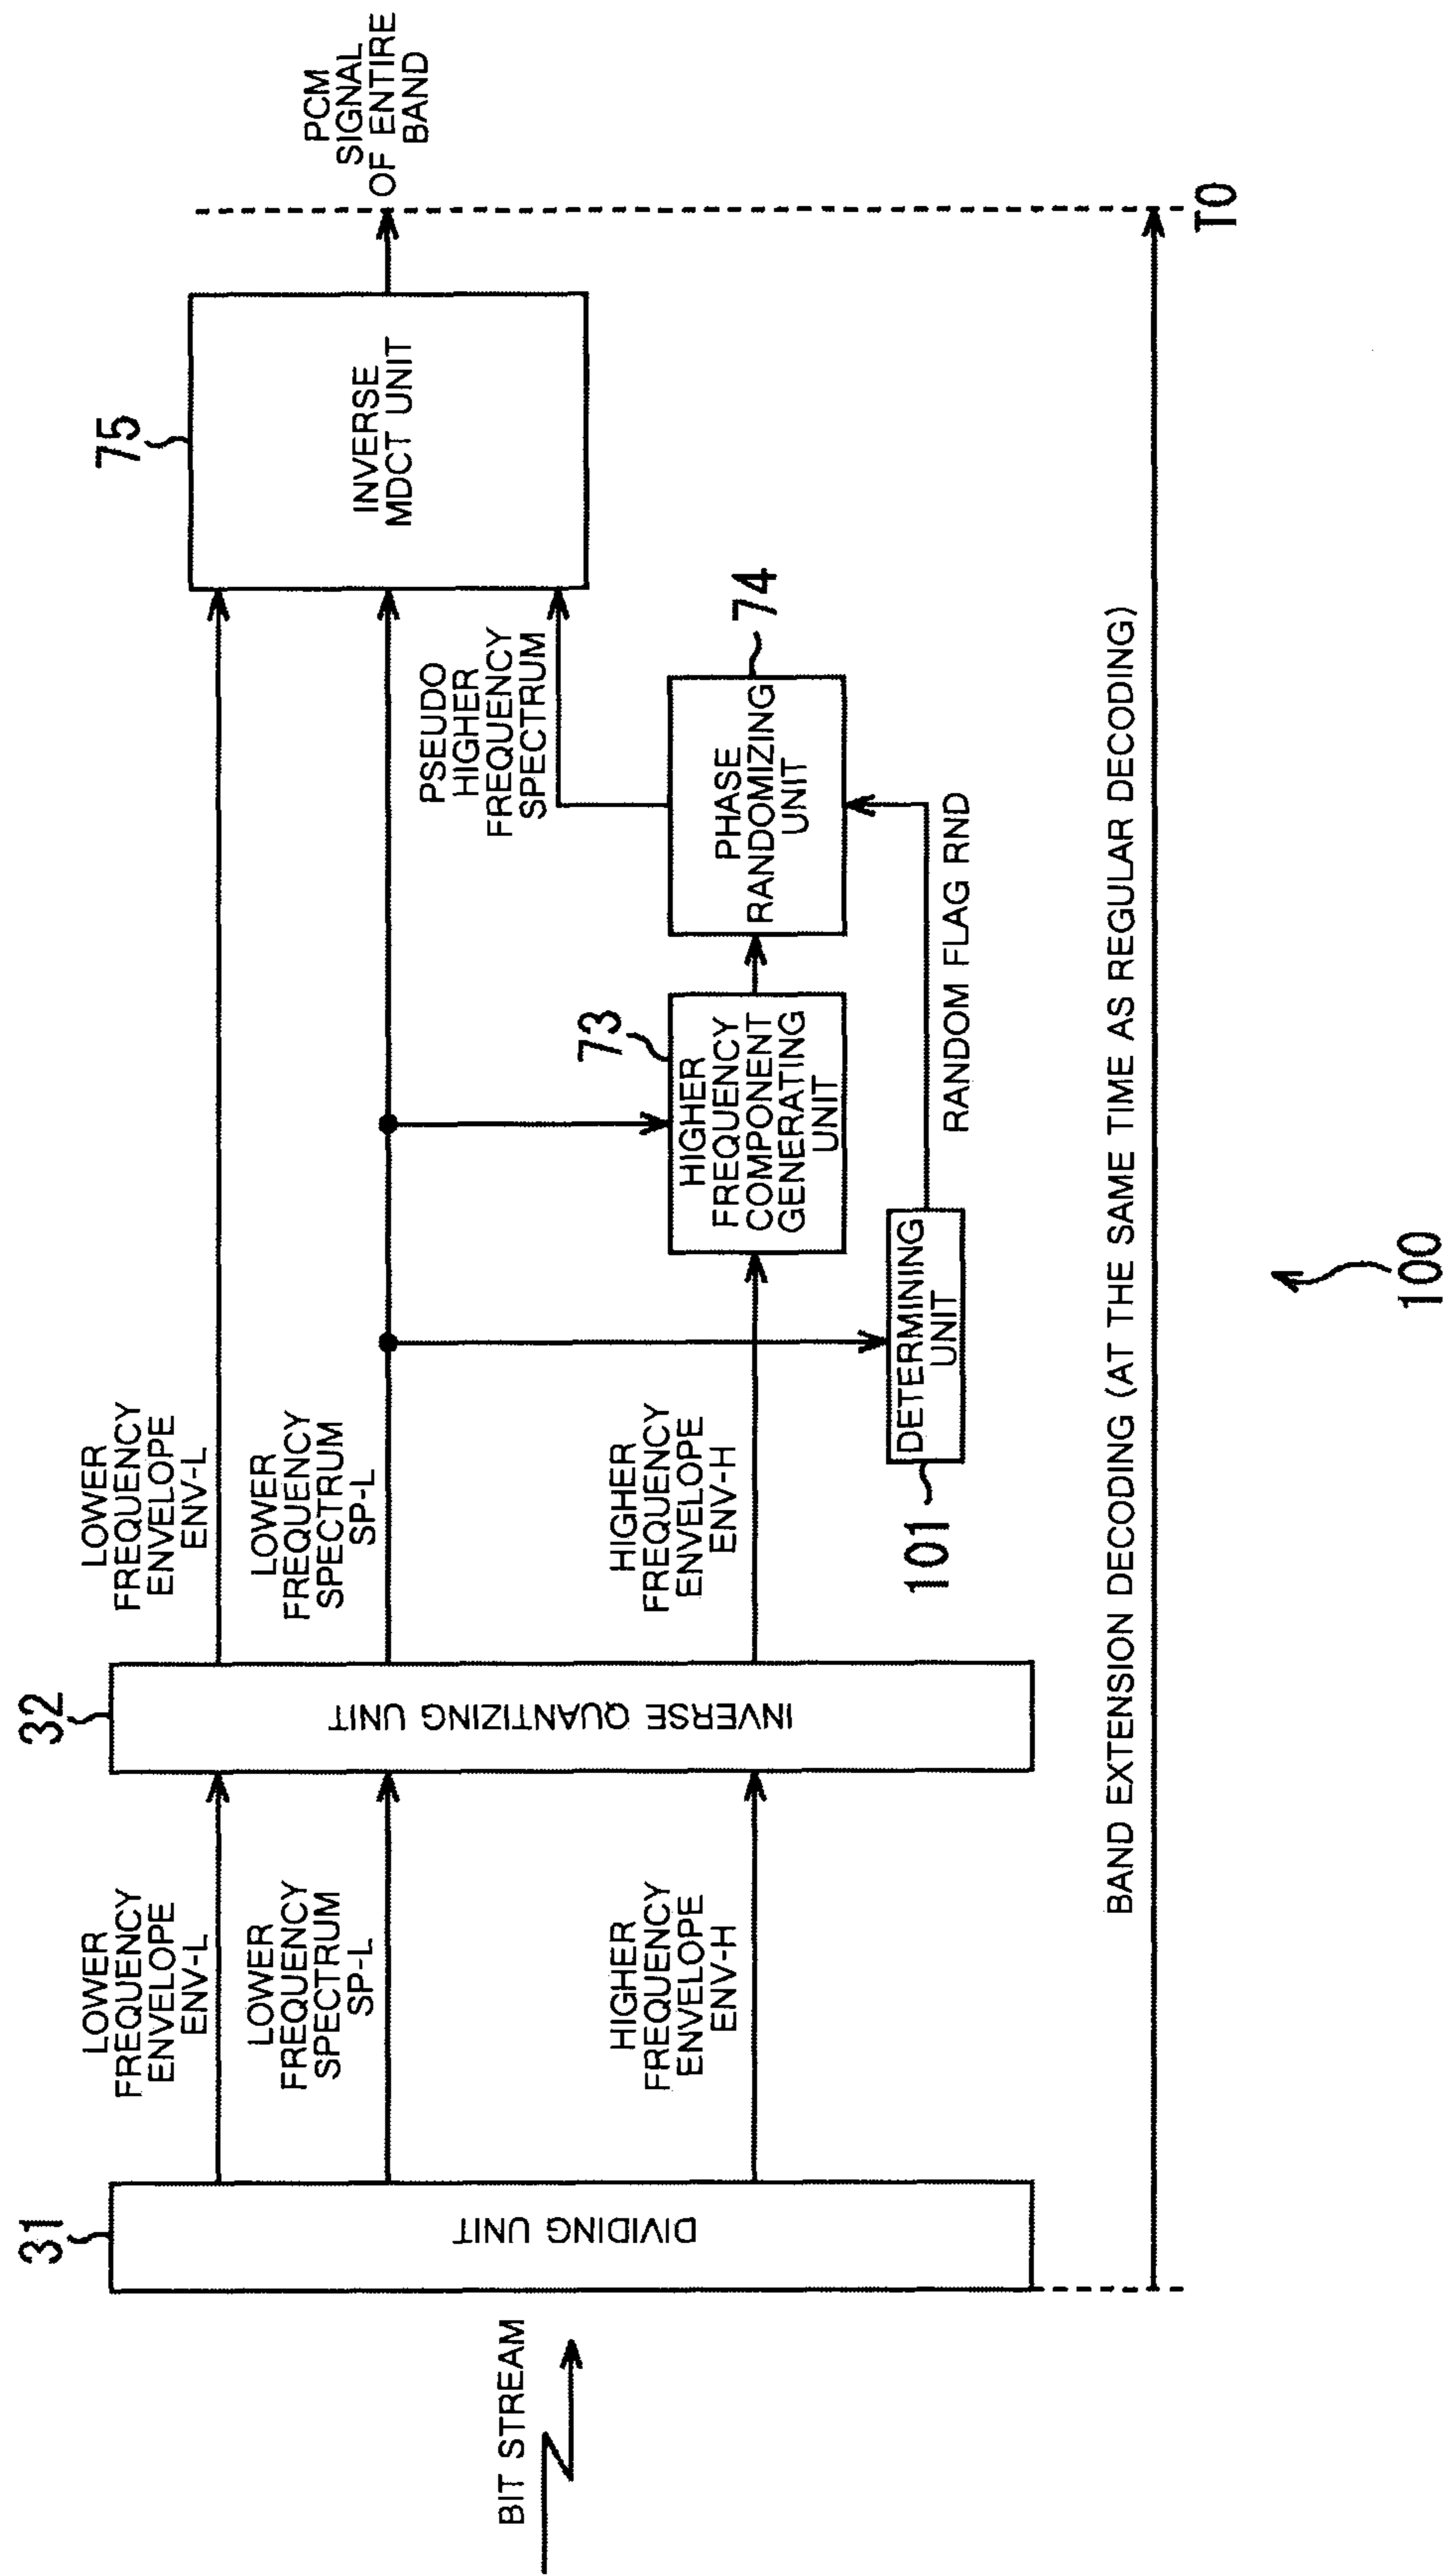 BIT STREAM
31
DIVIDING UNIT
LOWER
FREQUENCY
ENVELOPE
ENV-L
LOWER
FREQUENCY
SPECTRUM
SP-L
HIGHER
FREQUENCY
ENVELOPE
ENV-H
32
INVERSE QUANTIZING UNIT
LOWER
FREQUENCY
ENVELOPE
ENV-L
LOWER
FREQUENCY
SPECTRUM
SP-L
HIGHER
FREQUENCY
ENVELOPE
ENV-H
101
DETERMINING
UNIT
RANDOM FLAG RND
73
HIGHER
FREQUENCY
COMPONENT
GENERATING
UNIT
74
PHASE
RANDOMIZING
UNIT
PSEUDO
HIGHER
FREQUENCY
SPECTRUM
75
INVERSE
MDCT UNIT
PCM
SIGNAL
OF ENTIRE
BAND
T0
BAND EXTENSION DECODING (AT THE SAME TIME AS REGULAR DECODING)
100